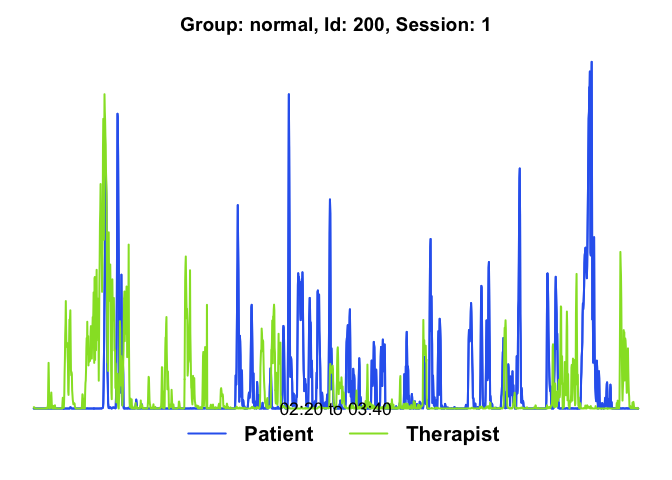 Group: normal, Id: 200, Session: 1
02:20 to 03:40
Patient Therapist